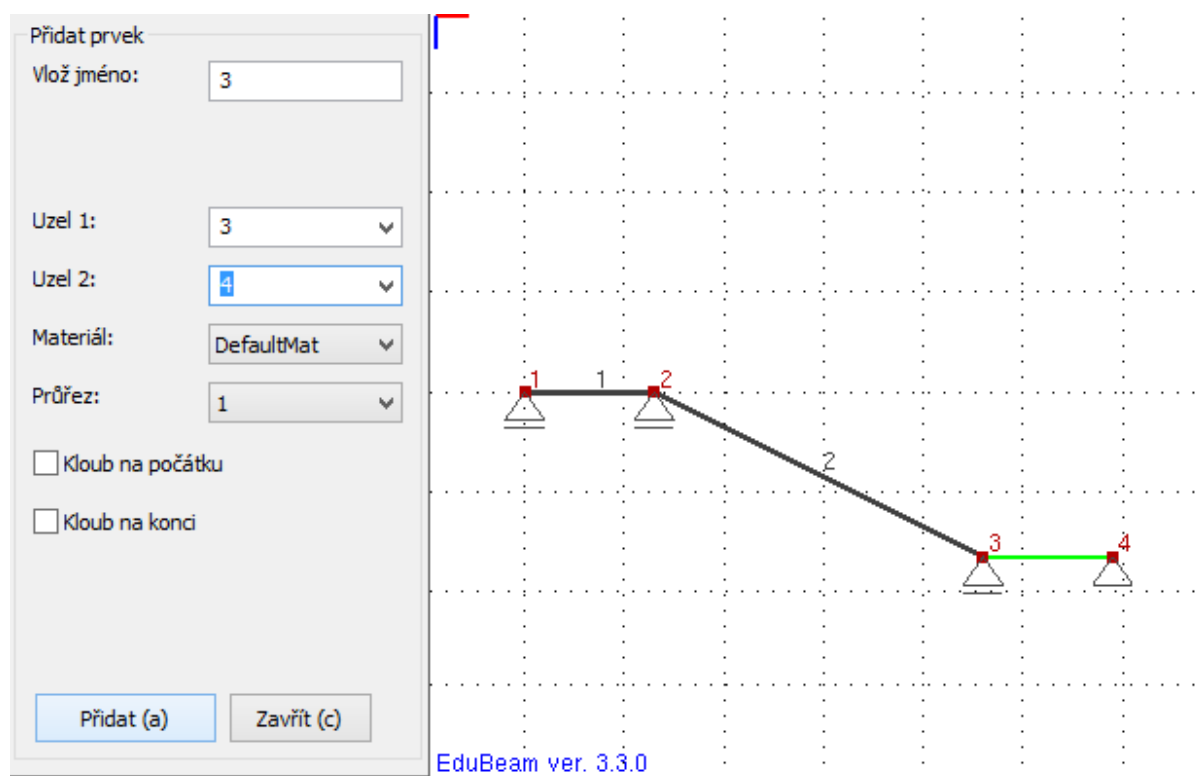 Přidat prvek
Vlož jméno: 3
Uzel 1: 3
Uzel 2: 4
Materiál: DefaultMat
Průřez: 1
Kloub na počátku
Kloub na konci
Přidat (a) Zavřít (c)
1 1 2
2
3 4
EduBeam ver. 3.3.0